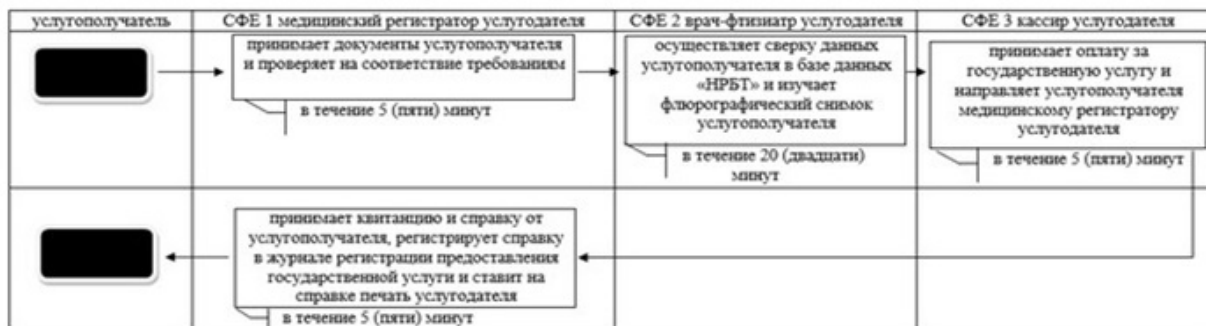 услугополучатель
СФЕ 1 медицинский регистратор услугодателя
СФЕ 2 врач-фтизиатр услугодателя
СФЕ 3 кассир услугодателя
принимает документы услугополучателя
и проверяет на соответствие требованиям
в течение 5 (пяти) минут
осуществляет сверку данных
услугополучателя в базе данных
«НРБТ» и изучает
флюрографический снимок
услугополучателя
в течение 20 (двадцати)
минут
принимает оплату за
государственную услугу и
направляет услугополучателя
медицинскому регистратору
услугодателя
в течение 5 (пяти) минут
принимает квитанцию и справку от
услугополучателя, регистрирует справку
в журнале регистрации предоставления
государственной услуги и ставит на
справке печать услугодателя
в течение 5 (пяти) минут